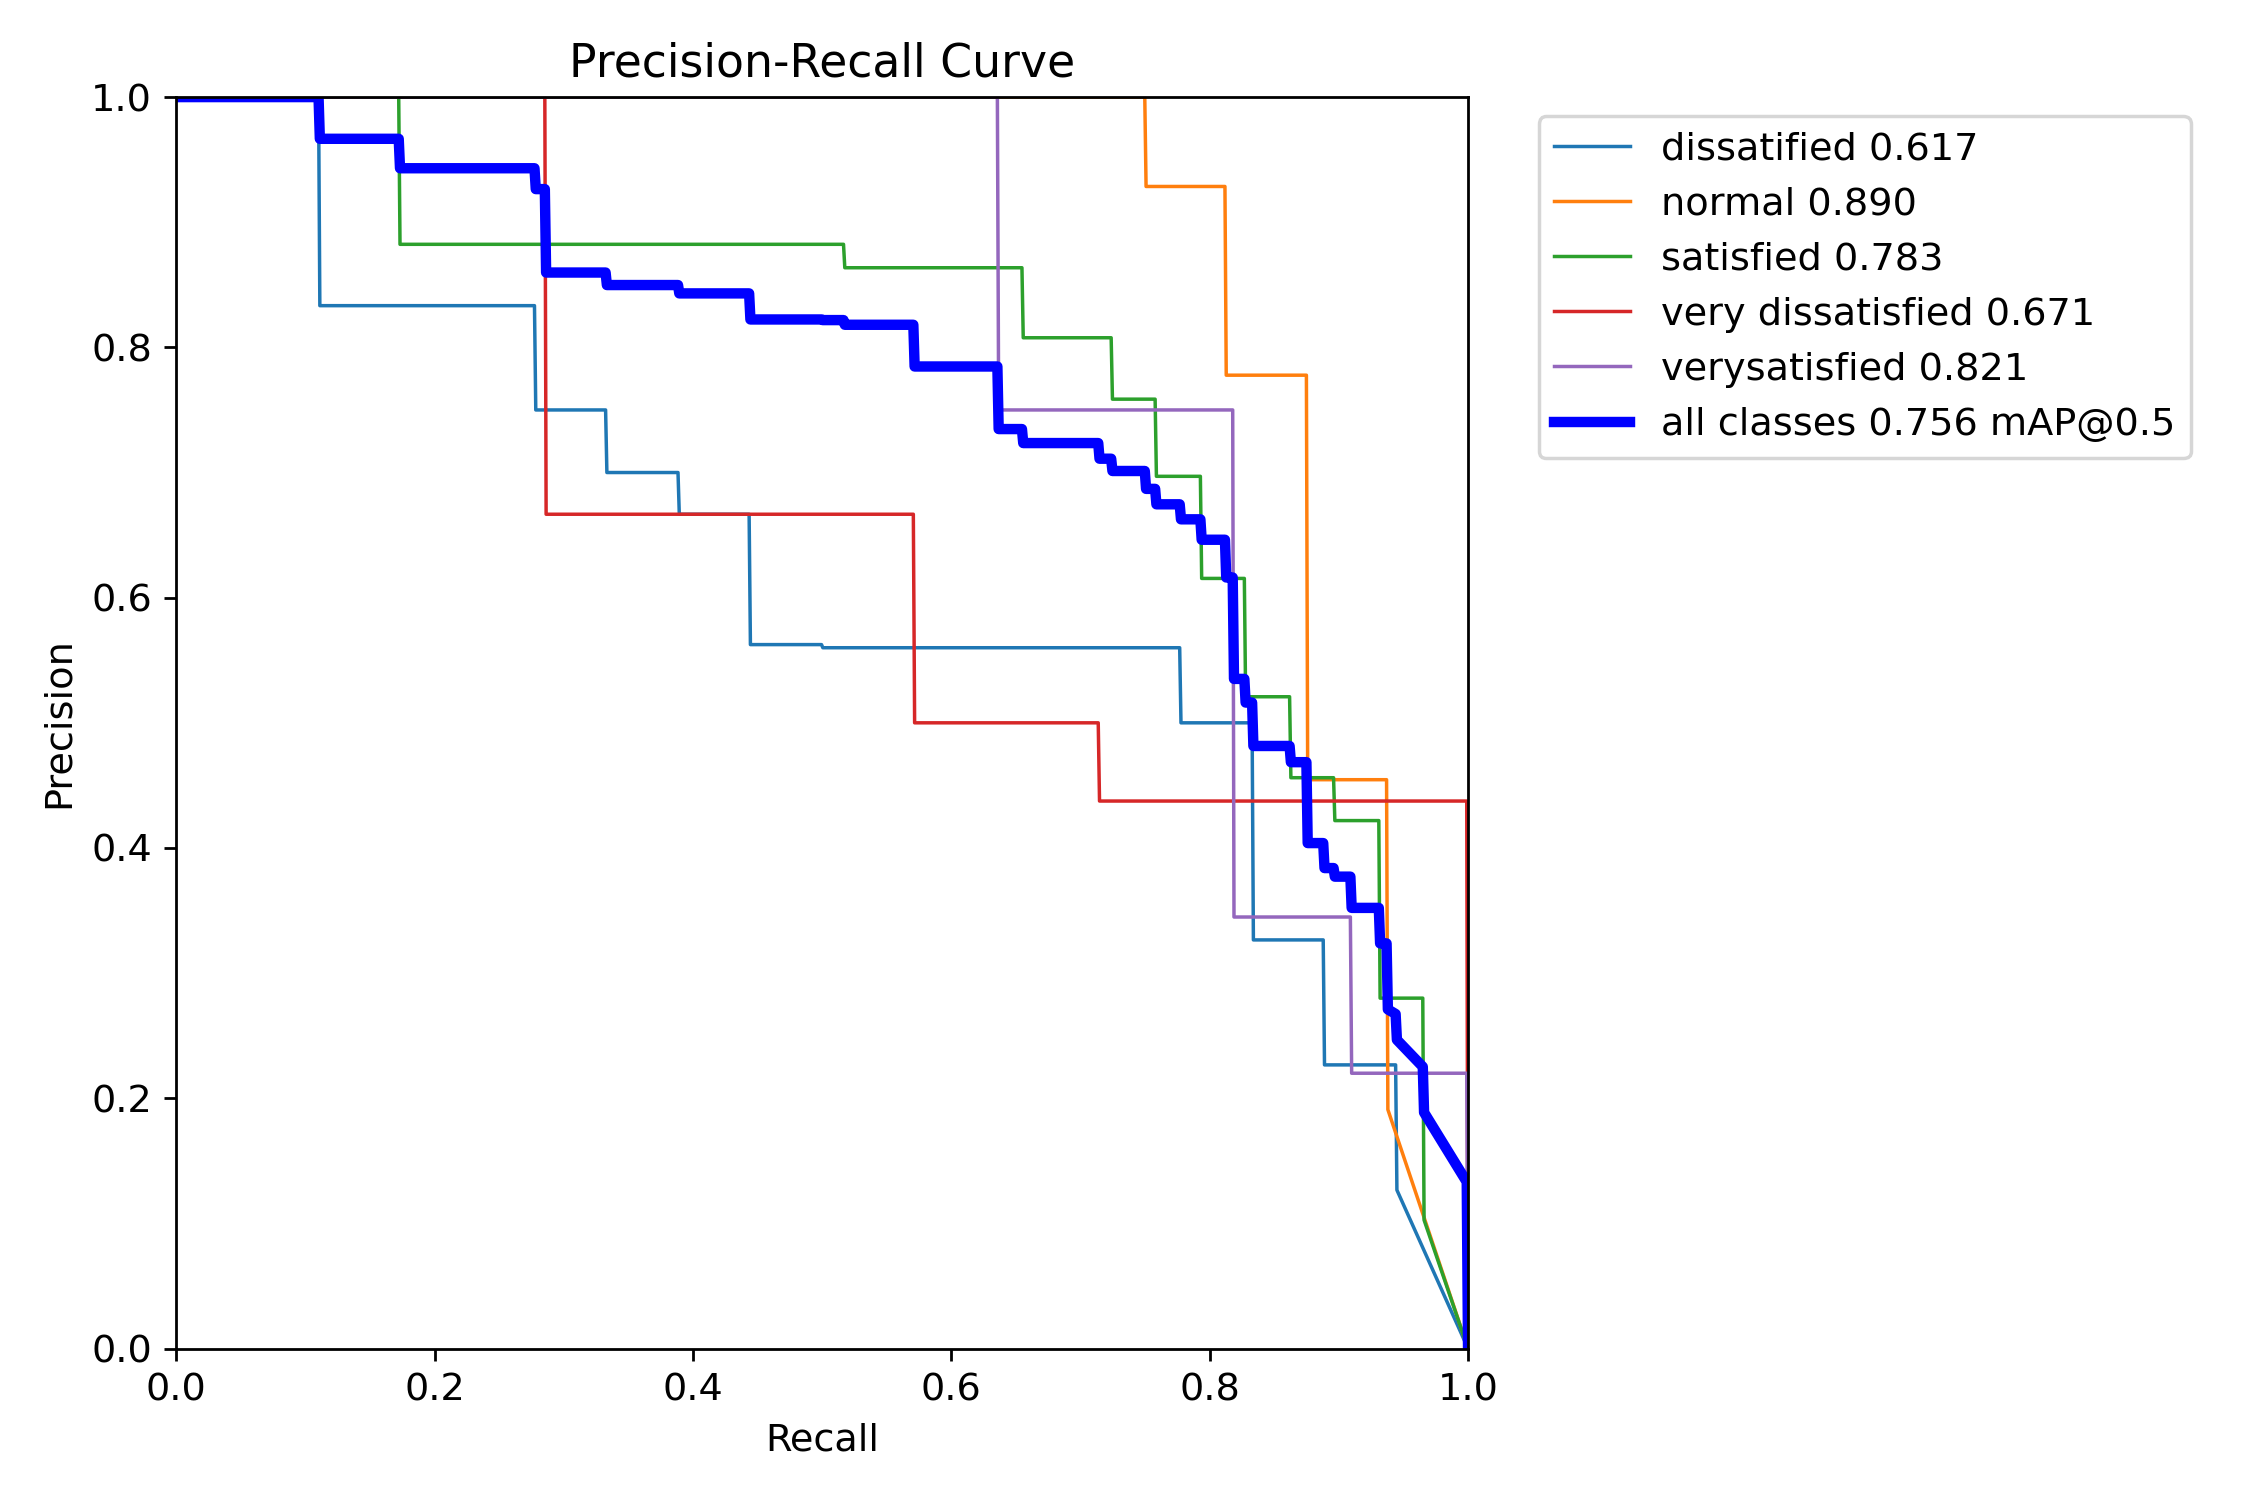 Precision-Recall Curve
1.0
0.8
0.6
0.4
0.2
0.0
Precision
0.0 0.2 0.4 0.6 0.8 1.0
Recall
dissatified 0.617
normal 0.890
satisfied 0.783
very dissatisfied 0.671
verysatisfied 0.821
all classes 0.756 mAP@0.5